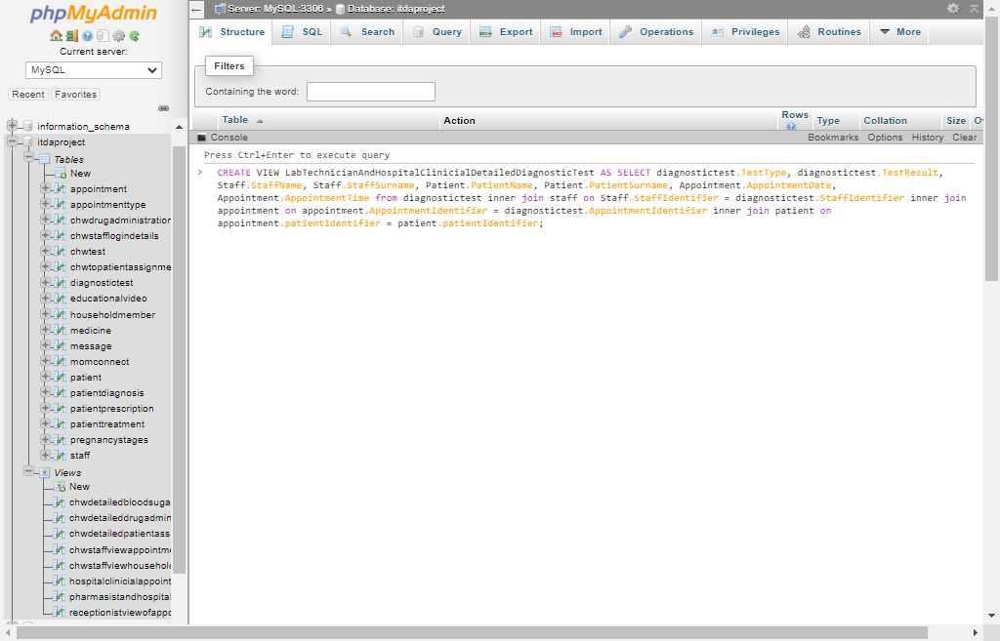 phpMyAdmin
Current server:
MySQL
Recent Favorites
information_schema
itdaproject
Tables
New
appointment
appointmenttype
chwdrugadministration
chwstafflogindetails
chwtest
chwtopatientassignme
diagnostictest
educationalvideo
householdmember
medicine
message
momconnect
patient
patientdiagnosis
patientprescription
patienttreatment
pregnancystages
staff
Views
New
chwdetailedbloodsuga
chwdetaileddrugadmin
chwdetailedpatientass
chwstaffviewappointm
chwstaffviewhousehol
hospitalclinicialappoint
pharmasistandhospital
receptionistviewofappo
Server: MySQL:3306 » Database: itdaproject
Structure SQL Search Query Export Import Operations Privileges Routines More
Filters
Containing the word:
Table Action Rows Type Collation Size Ov
Console Bookmarks Options History Clear
Press Ctrl+Enter to execute query
> CREATE VIEW LabTechnicianAndHospitalClinicialDetailedDiagnosticTest AS SELECT diagnostictest.TestType, diagnostictest.TestResult,
Staff.StaffName, Staff.StaffSurname, Patient.PatientName, Patient.PatientSurname, Appointment.AppointmentDate,
Appointment.AppointmentTime from diagnostictest inner join staff on Staff.StaffIdentifier = diagnostictest.StaffIdentifier inner join
appointment on appointment.AppointmentIdentifier = diagnostictest.AppointmentIdentifier inner join patient on
appointment.patientIdentifier = patient.patientIdentifier;